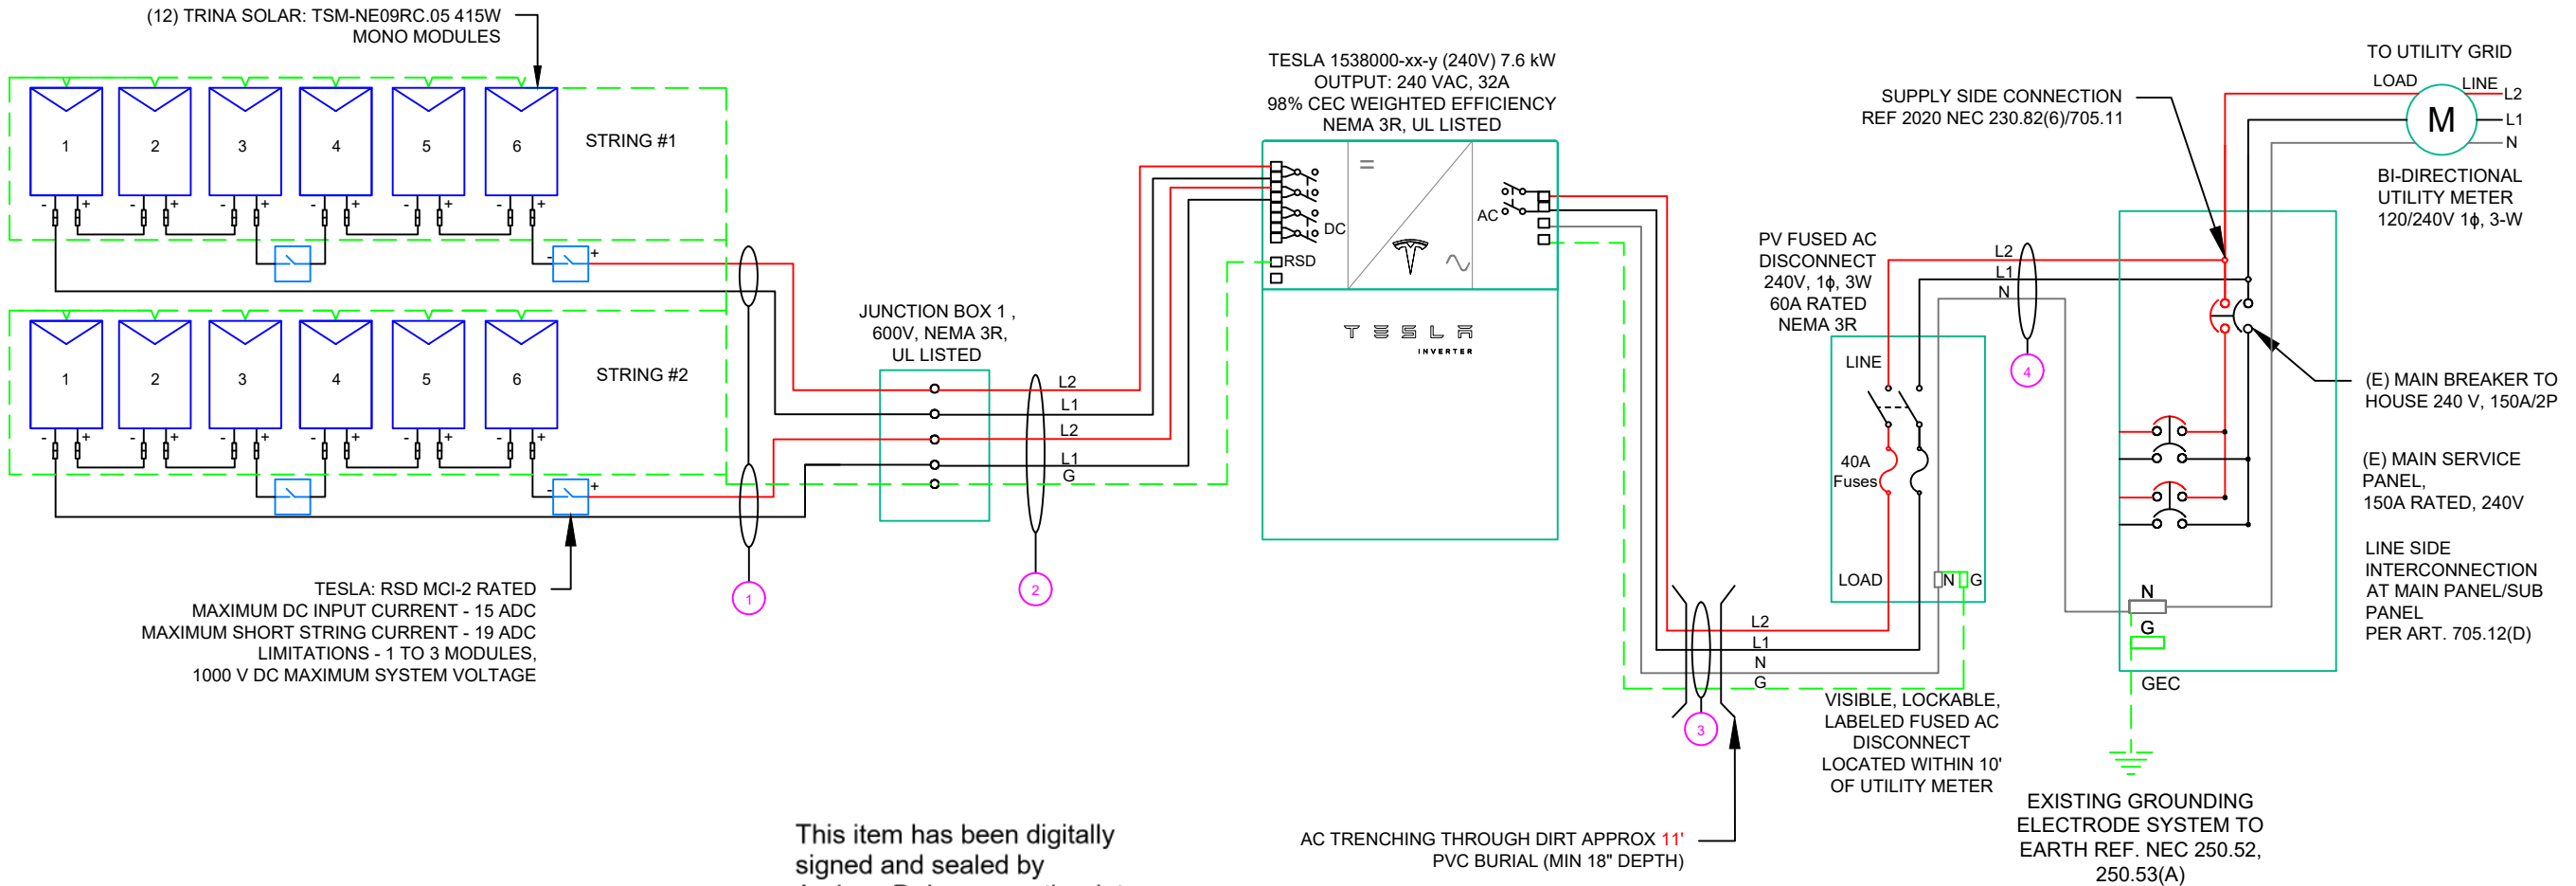 (12) TRINA SOLAR: TSM-NE09RC.05 415W
MONO MODULES
1 2 3 4 5 6
STRING #1
- + - + - + - + - + - +
- +
1 2 3 4 5 6
STRING #2
- + - + - + - + - + - +
- +
TESLA: RSD MCI-2 RATED
MAXIMUM DC INPUT CURRENT - 15 ADC
MAXIMUM SHORT STRING CURRENT - 19 ADC
LIMITATIONS - 1 TO 3 MODULES,
1000 V DC MAXIMUM SYSTEM VOLTAGE
1
JUNCTION BOX 1 ,
600V, NEMA 3R,
UL LISTED
L2
L1
L2
L1
G
2
TESLA 1538000-xx-y (240V) 7.6 kW
OUTPUT: 240 VAC, 32A
98% CEC WEIGHTED EFFICIENCY
NEMA 3R, UL LISTED
DC
AC
RSD
TESLA
INVERTER
L2
L1
N
G
3
AC TRENCHING THROUGH DIRT APPROX 11'
PVC BURIAL (MIN 18" DEPTH)
PV FUSED AC
DISCONNECT
240V, 1ϕ, 3W
60A RATED
NEMA 3R
LINE
40A
Fuses
LOAD
N G
VISIBLE, LOCKABLE,
LABELED FUSED AC
DISCONNECT
LOCATED WITHIN 10'
OF UTILITY METER
L2
L1
N
4
SUPPLY SIDE CONNECTION
REF 2020 NEC 230.82(6)/705.11
TO UTILITY GRID
LOAD
LINE
M
L2
L1
N
BI-DIRECTIONAL
UTILITY METER
120/240V 1ϕ, 3-W
(E) MAIN BREAKER TO
HOUSE 240 V, 150A/2P
(E) MAIN SERVICE
PANEL,
150A RATED, 240V
LINE SIDE
INTERCONNECTION
AT MAIN PANEL/SUB
PANEL
PER ART. 705.12(D)
N
G
GEC
EXISTING GROUNDING
ELECTRODE SYSTEM TO
EARTH REF. NEC 250.52,
250.53(A)
This item has been digitally
signed and sealed by